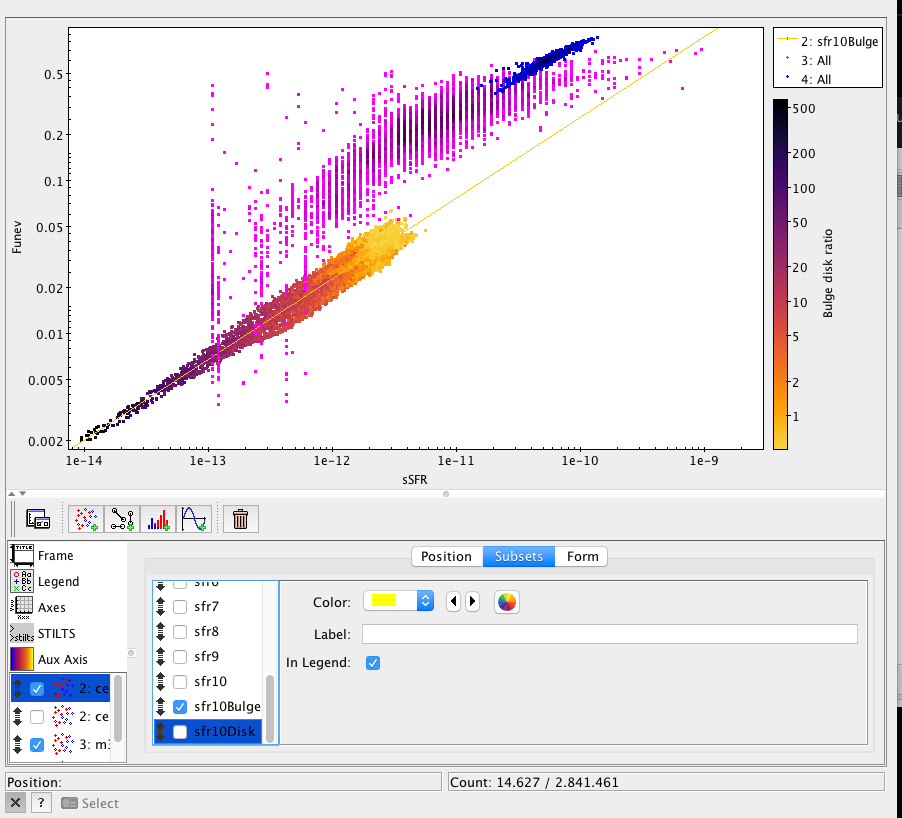 2: sfr10Bulge
3: All
4: All
0.5
0.2
0.1
0.05
0.02
0.01
0.005
0.002
Funev
1e-14
1e-13
1e-12
1e-11
1e-10
1e-9
sSFR
500
200
100
50
20
10
5
2
1
Bulge disk ratio
Frame
Legend
Axes
STILTS
Aux Axis
2: ce
2: ce
3: m:
Position
Subsets
Form
sfr7
sfr8
sfr9
sfr10
sfr10Bulge
sfr10Disk
Color:
Label:
In Legend:
Position:
Count: 14.627 / 2.841.461
? Select